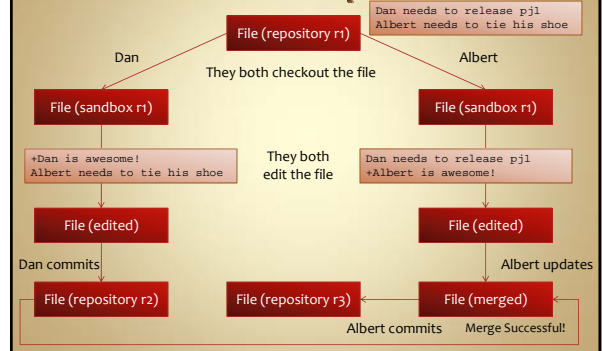 Dan needs to release pj1
Albert needs to tie his shoe
File (repository r1)
Dan
Albert
They both checkout the file
File (sandbox r1)
File (sandbox r1)
+Dan is awesome!
Albert needs to tie his shoe
They both
edit the file
Dan needs to release pj1
+Albert is awesome!
File (edited)
File (edited)
Dan commits
Albert updates
File (repository r2)
File (repository r3)
File (merged)
Albert commits
Merge Successful!